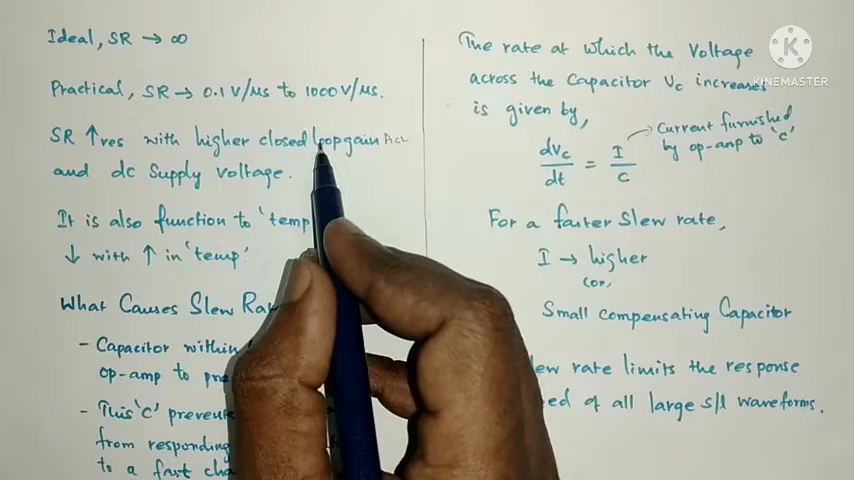 Ideal, SR → ∞
Practical, SR → 0.1 V/μs to 1000 V/μs.
SR ↑res with higher closed loop gain ACL
and dc Supply voltage.
It is also function to 'temp
↓ with ↑ in 'temp'
What Causes Slew Ra
- Capacitor within
op-amp to
- This 'C' preven
from responding
to a fast cha
The rate at which the Voltage
across the Capacitor Vc increases
is given by,
dvc/dt = I/C
Current furnished
by op-amp to 'C'
For a faster Slew rate,
I → higher
(or)
Small compensating Capacitor
lew rate limits the response
ed of all large s/l waveforms.
K
KINEMASTER